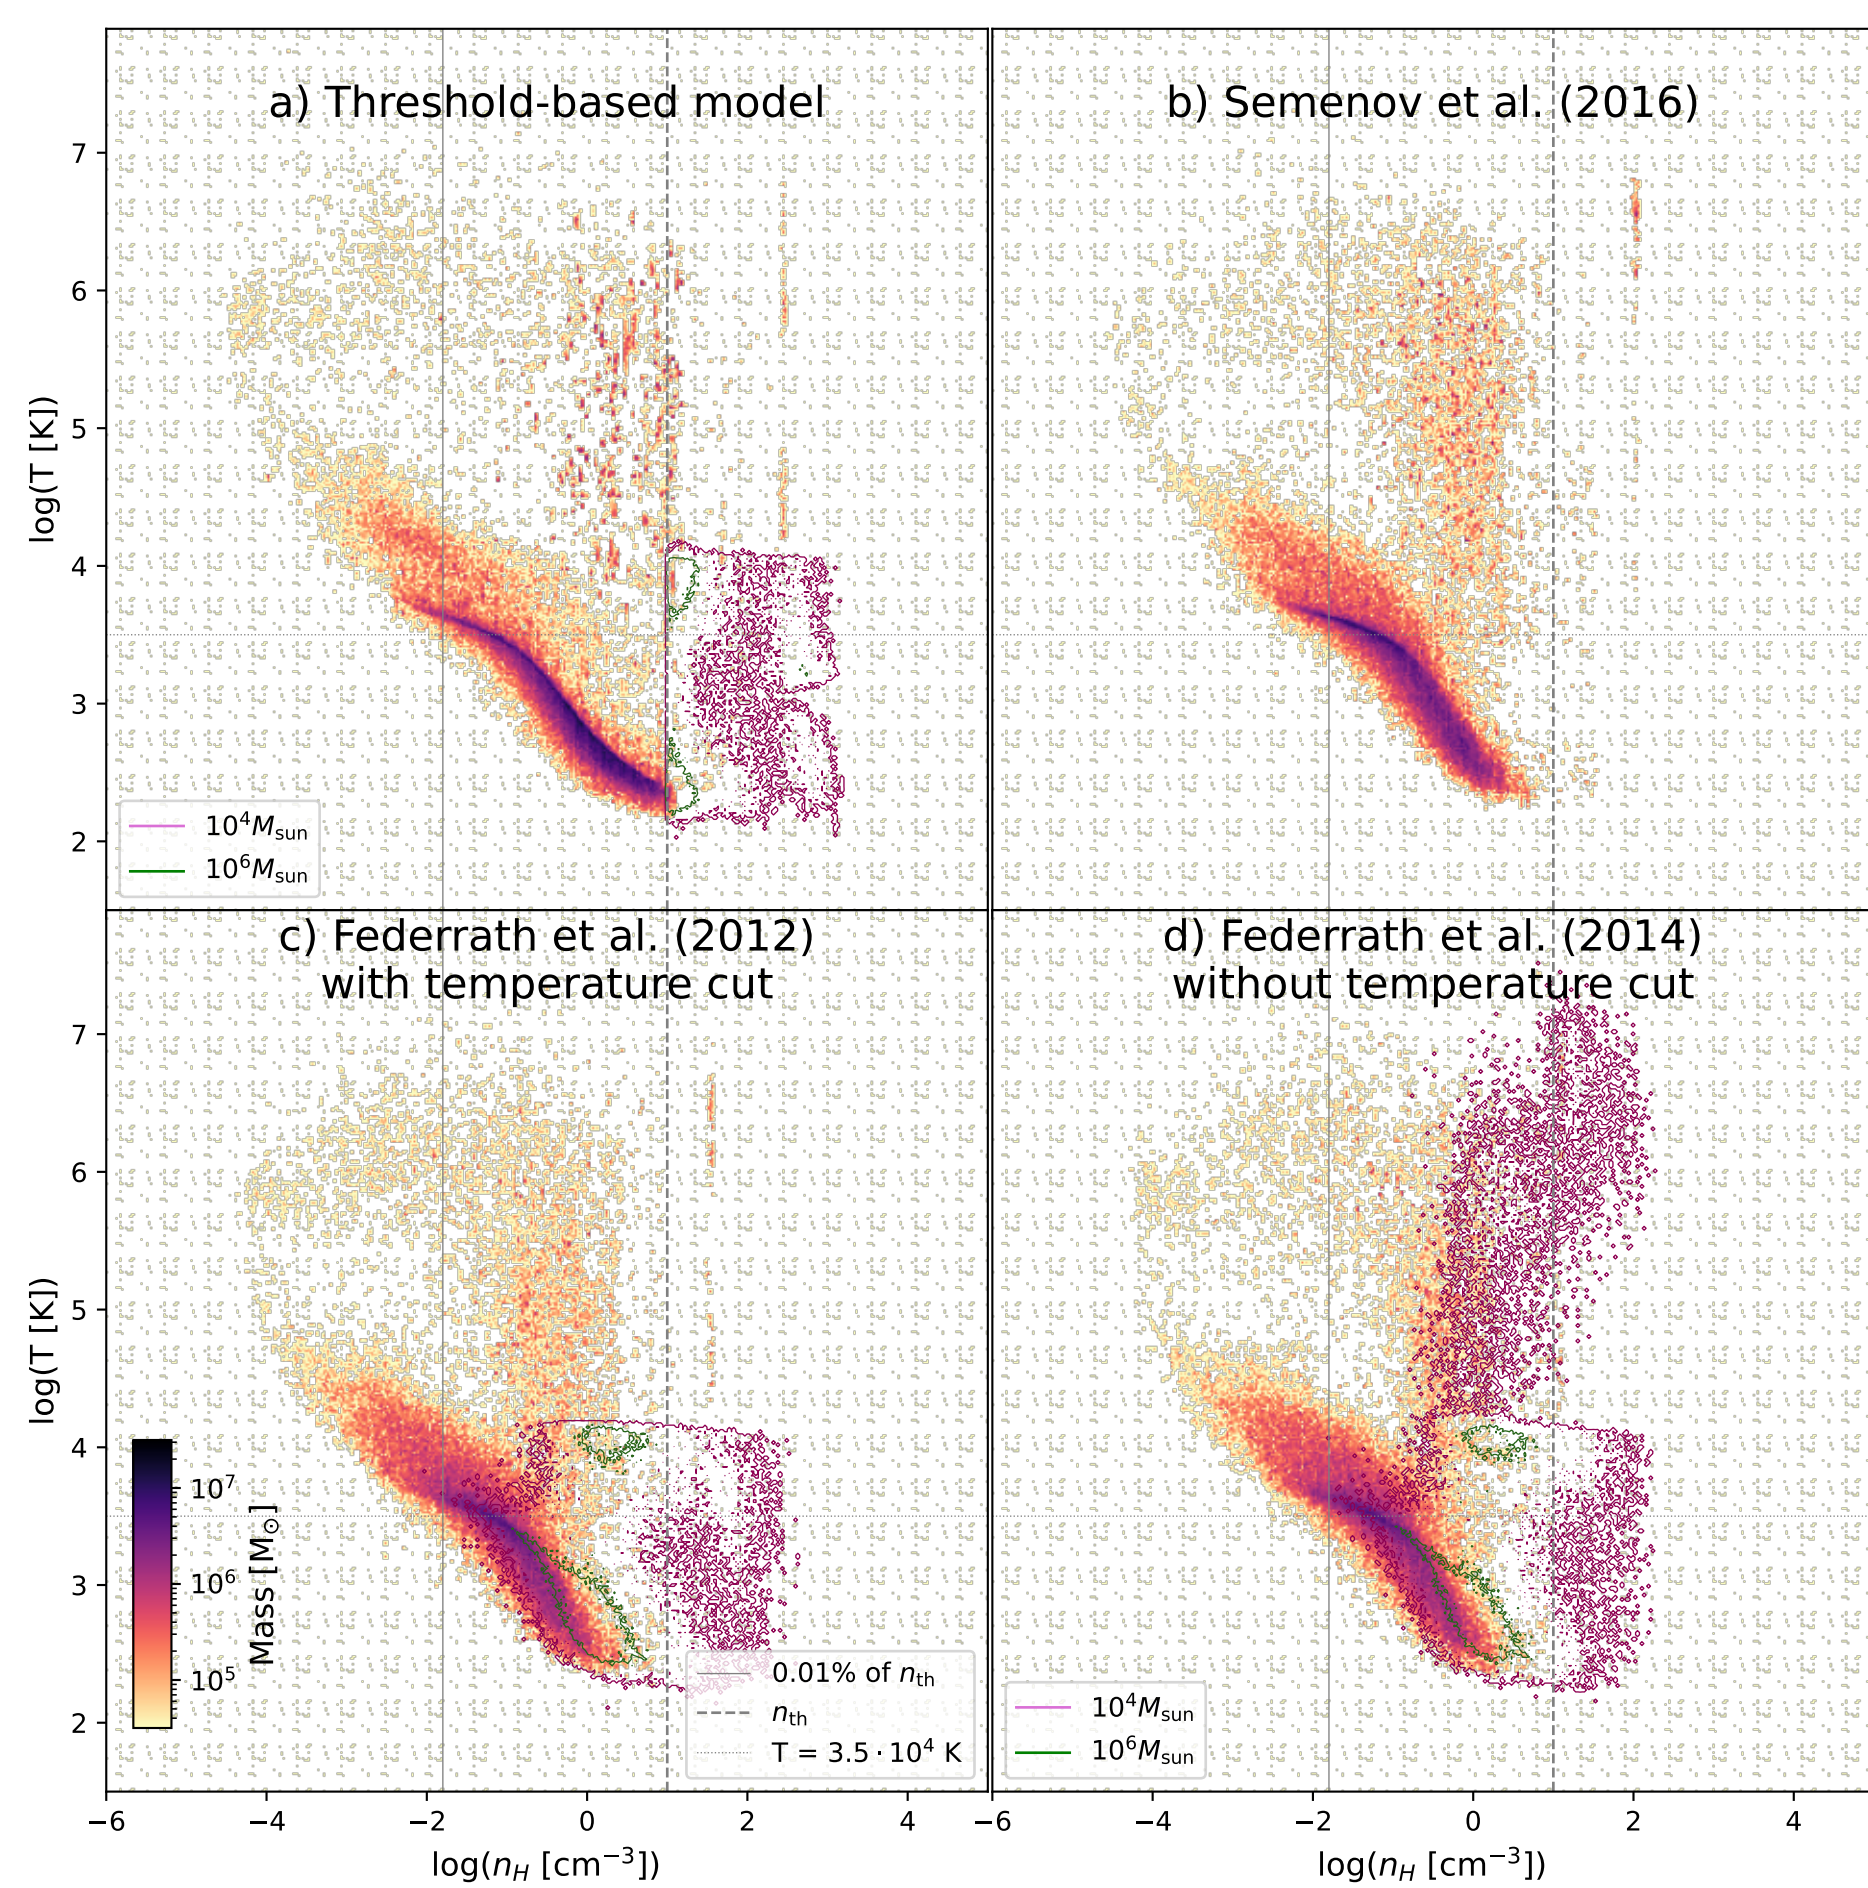 a) Threshold-based model
b) Semenov et al. (2016)
7
6
5
4
3
2
log(T [K])
10⁴M_sun
10⁶M_sun
c) Federrath et al. (2012)
with temperature cut
d) Federrath et al. (2014)
without temperature cut
7
6
5
4
3
2
log(T [K])
10⁷
10⁶
10⁵
Mass [M⊙]
0.01% of n_th
n_th
T = 3.5·10⁴ K
10⁴M_sun
10⁶M_sun
−6 −4 −2 0 2 4
−6 −4 −2 0 2 4
log(n_H [cm⁻³])
log(n_H [cm⁻³])